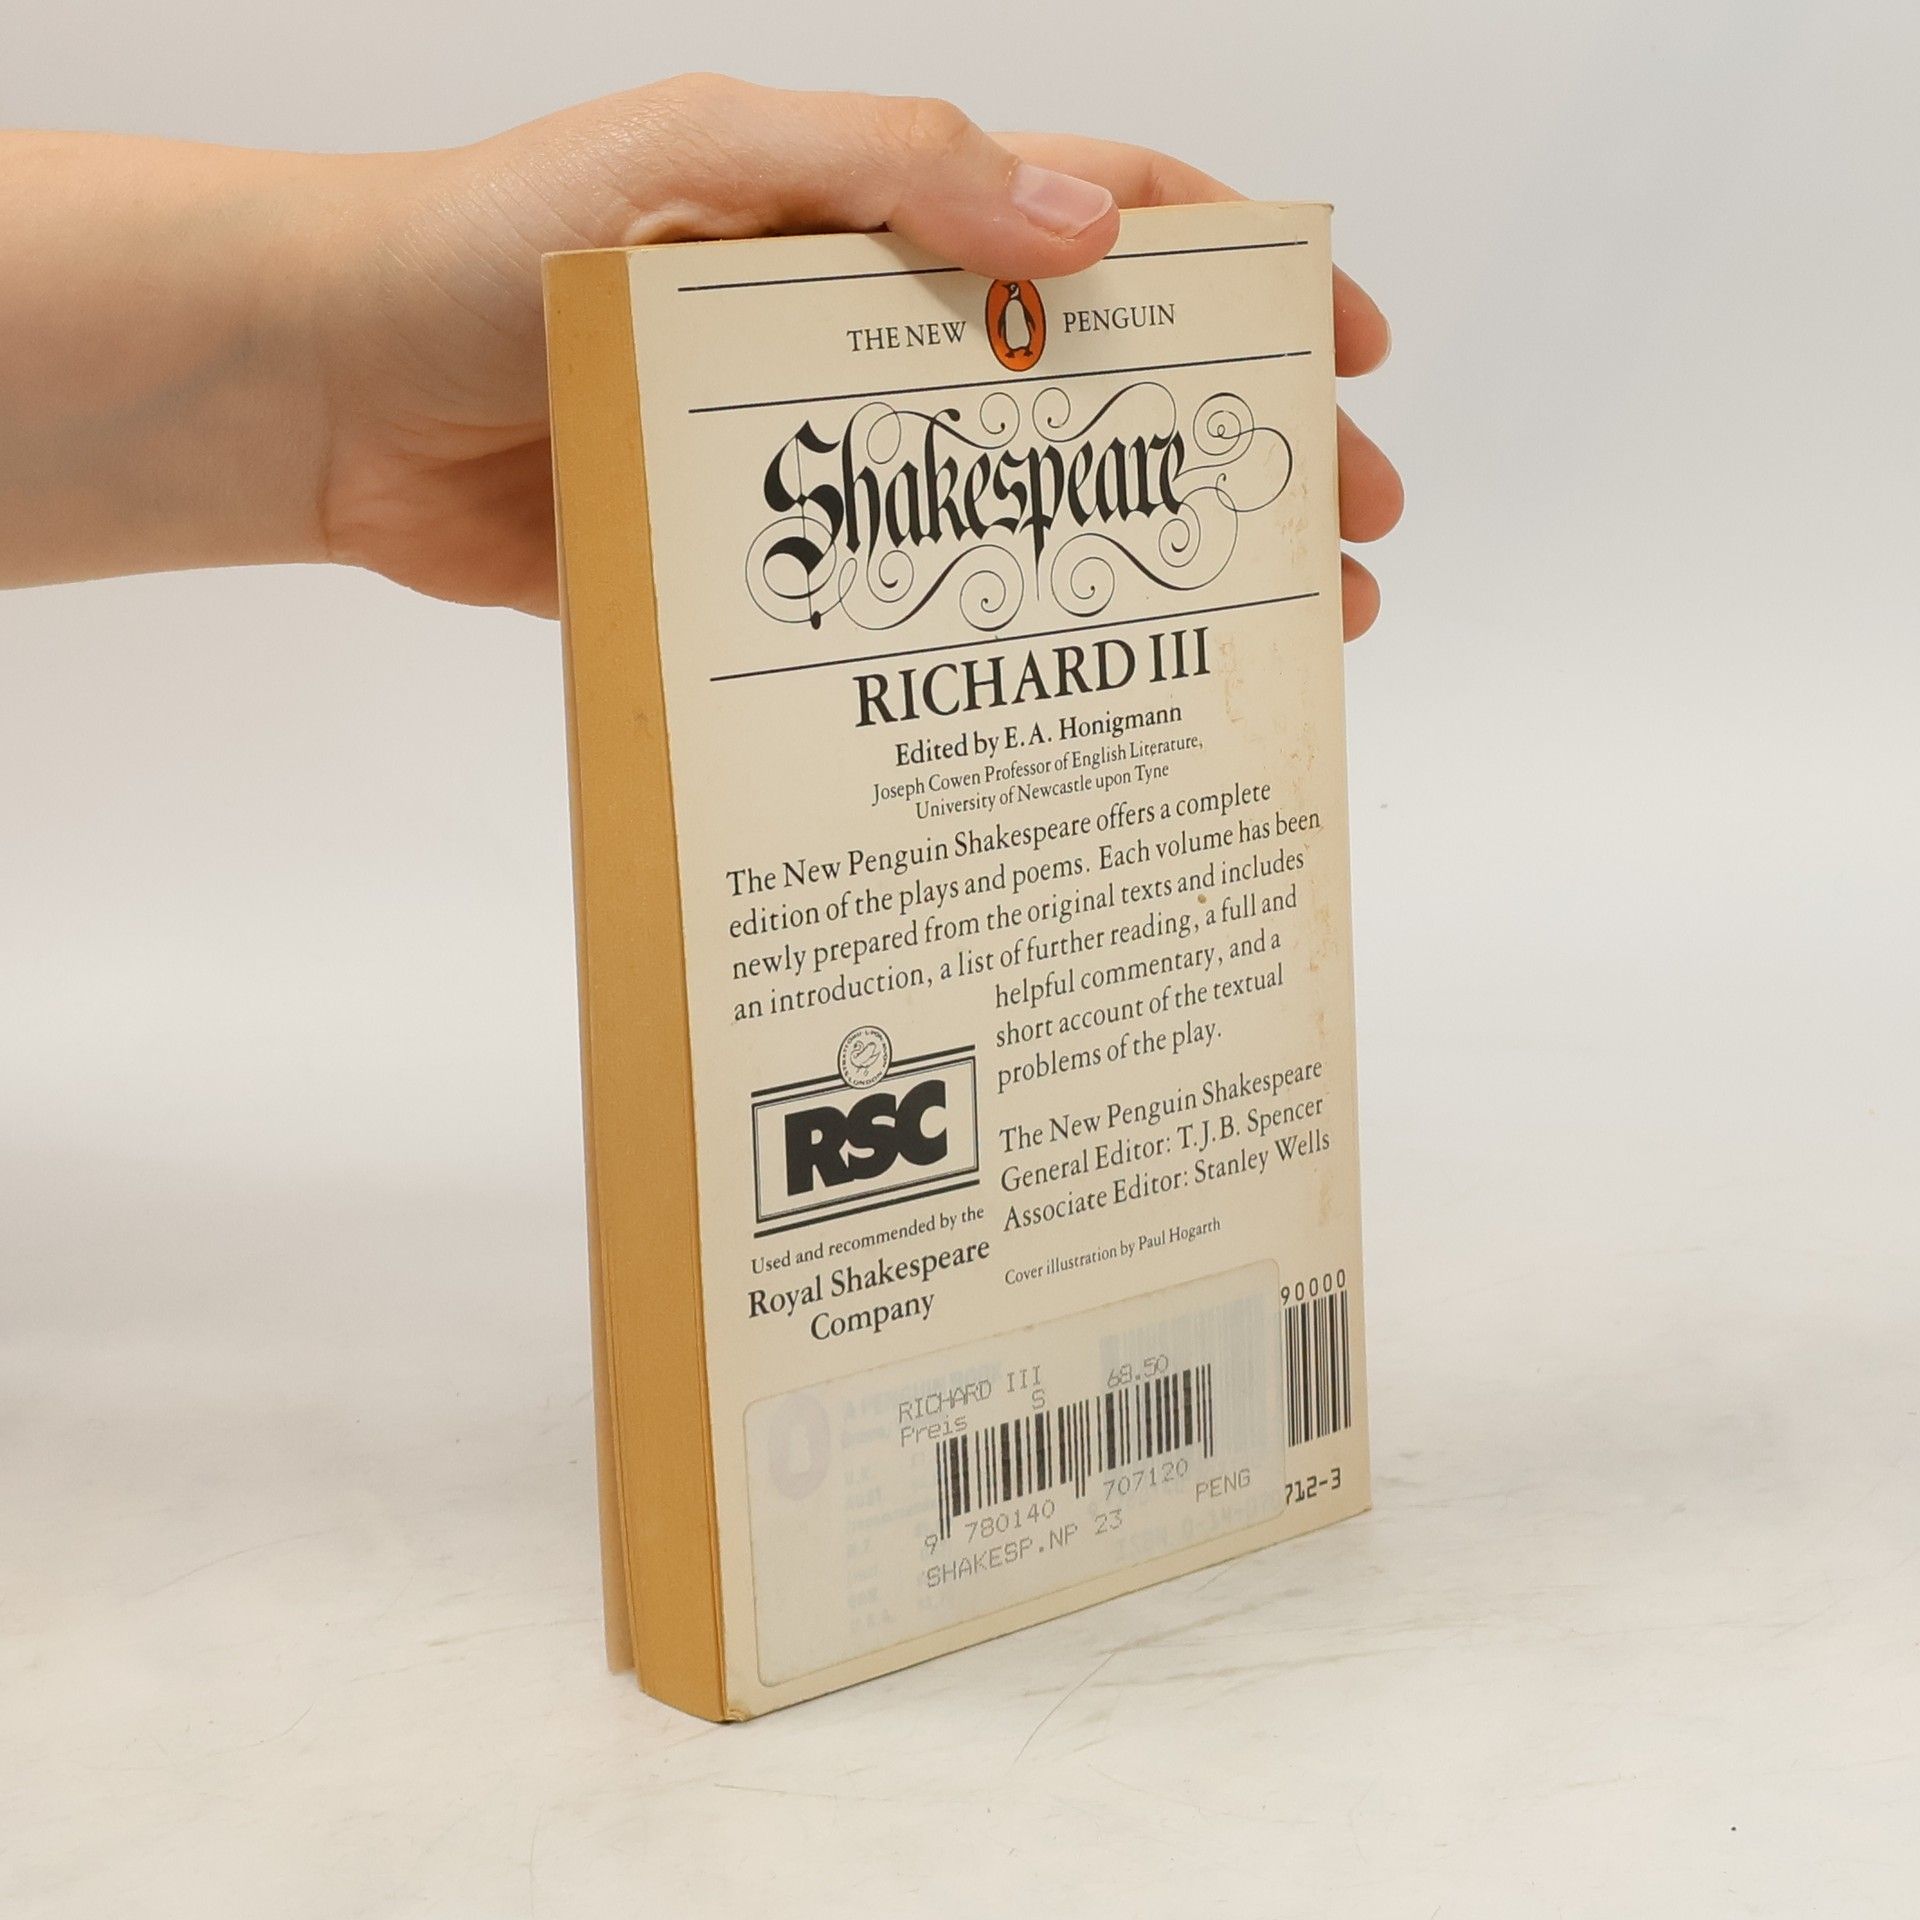 THE NEW PENGUIN
Shakespeare
RICHARD III
Edited by E. A. Honigmann
Joseph Cowen Professor of English Literature,
University of Newcastle upon Tyne
The New Penguin Shakespeare offers a complete
edition of the plays and poems. Each volume has been
newly prepared from the original texts and includes
an introduction, a list of further reading, a full and
helpful commentary, and a
short account of the textual
problems of the play.
RSC
Used and recommended by the
Royal Shakespeare
Company
The New Penguin Shakespeare
General Editor: T.J.B. Spencer
Associate Editor: Stanley Wells
Cover illustration by Paul Hogarth
90000
RICHARD III 68.50
Preis S
9 780140 707120
SHAKESP.NP 23 PENG
712-3